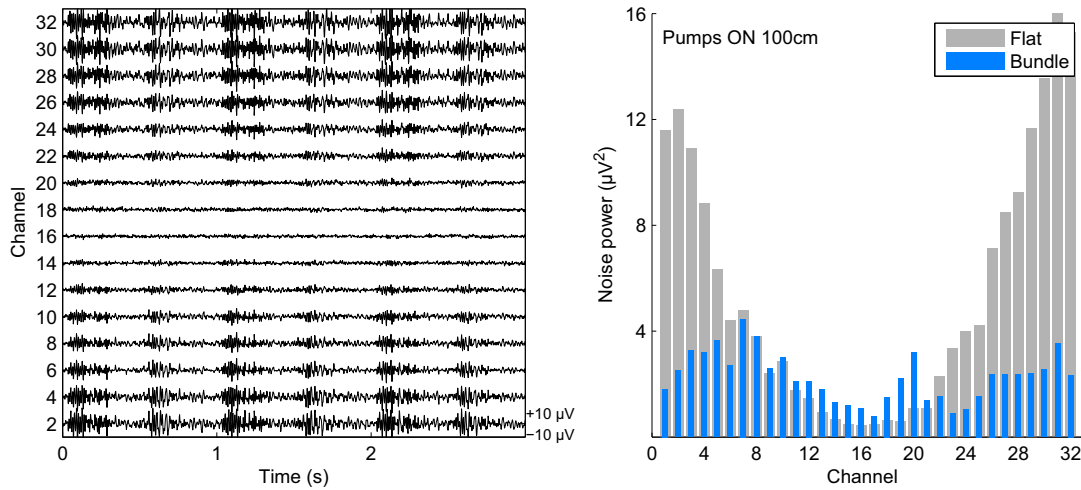 32
30
28
26
24
22
20
18
16
14
12
10
8
6
4
2
Channel
+10 µV
−10 µV
0
1
2
Time (s)
Pumps ON 100cm
Flat
Bundle
16
12
8
4
Noise power (µV²)
0 4 8 12 16 20 24 28 32
Channel